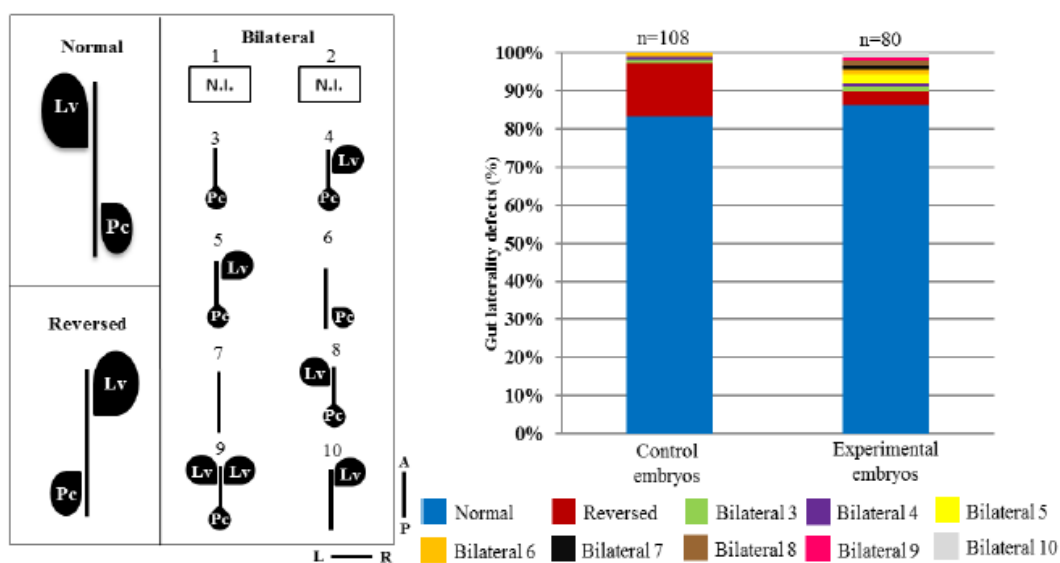 Normal
Lv
Pc
Reversed
Lv
Pc
Bilateral
1 2
N.I. N.I.
3 4
Pc Lv Pc
5 6
Lv Pc Pc
7 8
Lv Pc
9 10
Lv Lv Pc Lv
A
P
L R
n=108 n=80
Gut laterality defects (%)
100%
90%
80%
70%
60%
50%
40%
30%
20%
10%
0%
Control embryos
Experimental embryos
Normal Reversed Bilateral 3 Bilateral 4 Bilateral 5
Bilateral 6 Bilateral 7 Bilateral 8 Bilateral 9 Bilateral 10